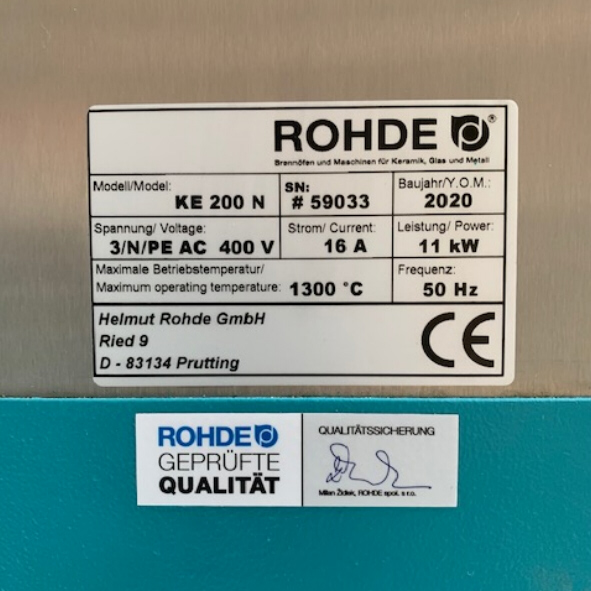 ROHDE ®
Brennöfen und Maschinen für Keramik, Glas und Metall
Modell/Model: KE 200 N
SN: # 59033
Baujahr/Y.O.M.: 2020
Spannung/ Voltage: 3/N/PE AC 400 V
Strom/ Current: 16 A
Leistung/ Power: 11 kW
Maximale Betriebstemperatur/
Maximum operating temperature: 1300 °C
Frequenz: 50 Hz
Helmut Rohde GmbH
Ried 9
D - 83134 Prutting
CE
ROHDE
GEPRÜFTE
QUALITÄT
QUALITÄTSSICHERUNG
Milan Žídek, ROHDE spol. s r.o.